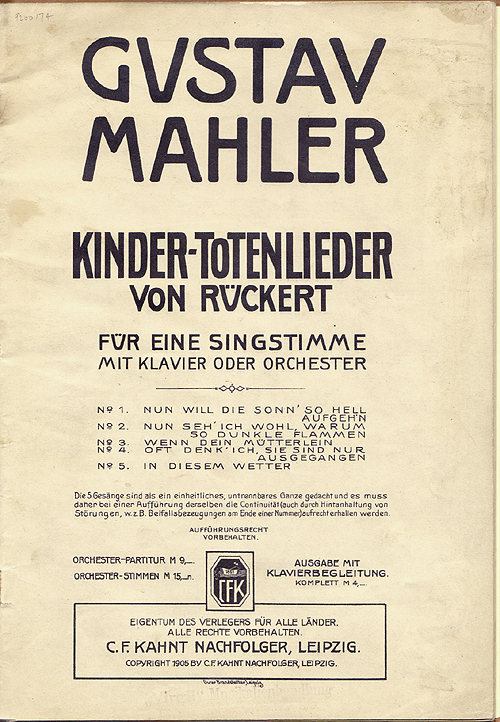 GUSTAV
MAHLER
KINDER-TOTENLIEDER
VON RÜCKERT
FÜR EINE SINGSTIMME
MIT KLAVIER ODER ORCHESTER
No 1. NUN WILL DIE SONN' SO HELL
AUFGEH'N
No 2. NUN SEH' ICH WOHL, WARUM
SO DUNKLE FLAMMEN
No 3. WENN DEIN MÜTTERLEIN
No 4. OFT DENK' ICH, SIE SIND NUR
AUSGEGANGEN
No 5. IN DIESEM WETTER
Die 5 Gesänge sind als ein einheitliches, untrennbares Ganze gedacht und es muss
daher bei einer Aufführung derselben die Continuität (auch durch Hintanhaltung von
Störungen, w.z.B. Beifallsbezeugungen am Ende einer Nummer) aufrecht erhalten werden.
AUFFÜHRUNGSRECHT
VORBEHALTEN.
ORCHESTER-PARTITUR M 9,—.
ORCHESTER-STIMMEN M 15,—n.
CFK
AUSGABE MIT
KLAVIERBEGLEITUNG.
KOMPLETT M 4,—.
EIGENTUM DES VERLEGERS FÜR ALLE LÄNDER.
ALLE RECHTE VORBEHALTEN.
C.F. KAHNT NACHFOLGER, LEIPZIG.
COPYRIGHT 1905 BY C.F. KAHNT NACHFOLGER, LEIPZIG.